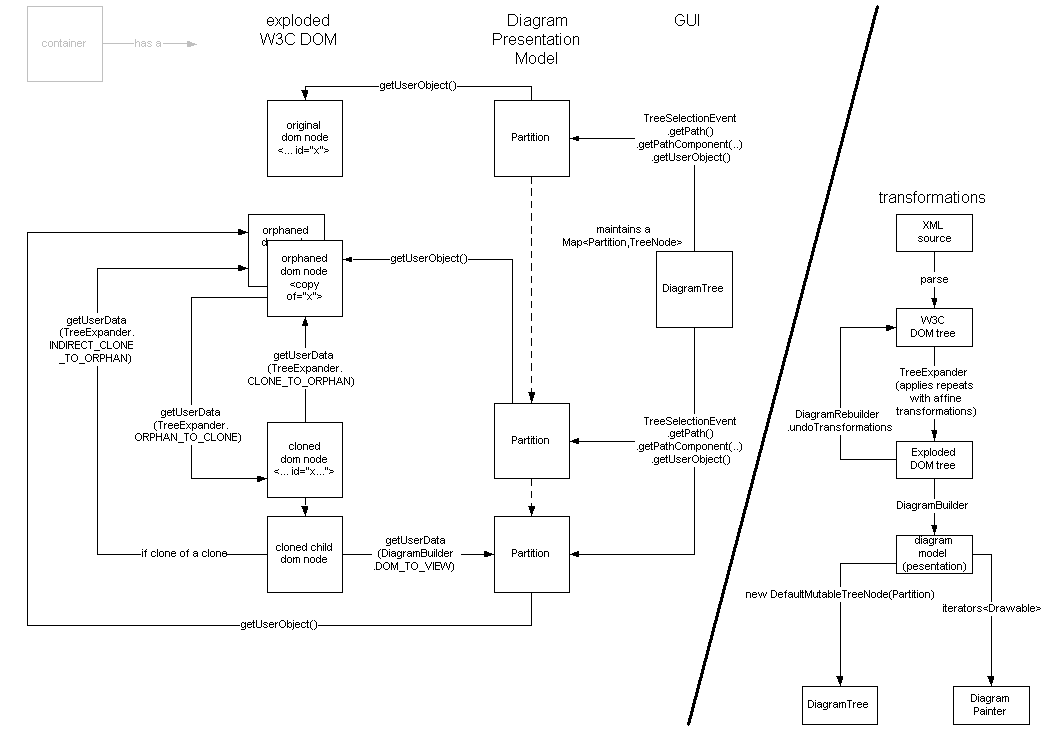 exploded
W3C DOM
Diagram
Presentation
Model
GUI
container
has a
getUserObject()
original
dom node
<... id="x">
Partition
TreeSelectionEvent
.getPath()
.getPathComponent(..)
.getUserObject()
maintains a
Map<Partition,TreeNode>
DiagramTree
orphaned
orphaned
dom node
<copy
of="x">
getUserObject()
getUserData
(TreeExpander.
INDIRECT_CLONE
_TO_ORPHAN)
getUserData
(TreeExpander.
CLONE_TO_ORPHAN)
getUserData
(TreeExpander.
ORPHAN_TO_CLONE)
cloned
dom node
<... id="x...">
Partition
TreeSelectionEvent
.getPath()
.getPathComponent(..)
.getUserObject()
if clone of a clone
cloned child
dom node
getUserData
(DiagramBuilder
.DOM_TO_VIEW)
Partition
getUserObject()
transformations
XML
source
parse
W3C
DOM tree
TreeExpander
(applies repeats
with affine
transformations)
DiagramRebuilder
.undoTransformations
Exploded
DOM tree
DiagramBuilder
diagram
model
(pesentation)
new DefaultMutableTreeNode(Partition)
iterators<Drawable>
DiagramTree
Diagram
Painter